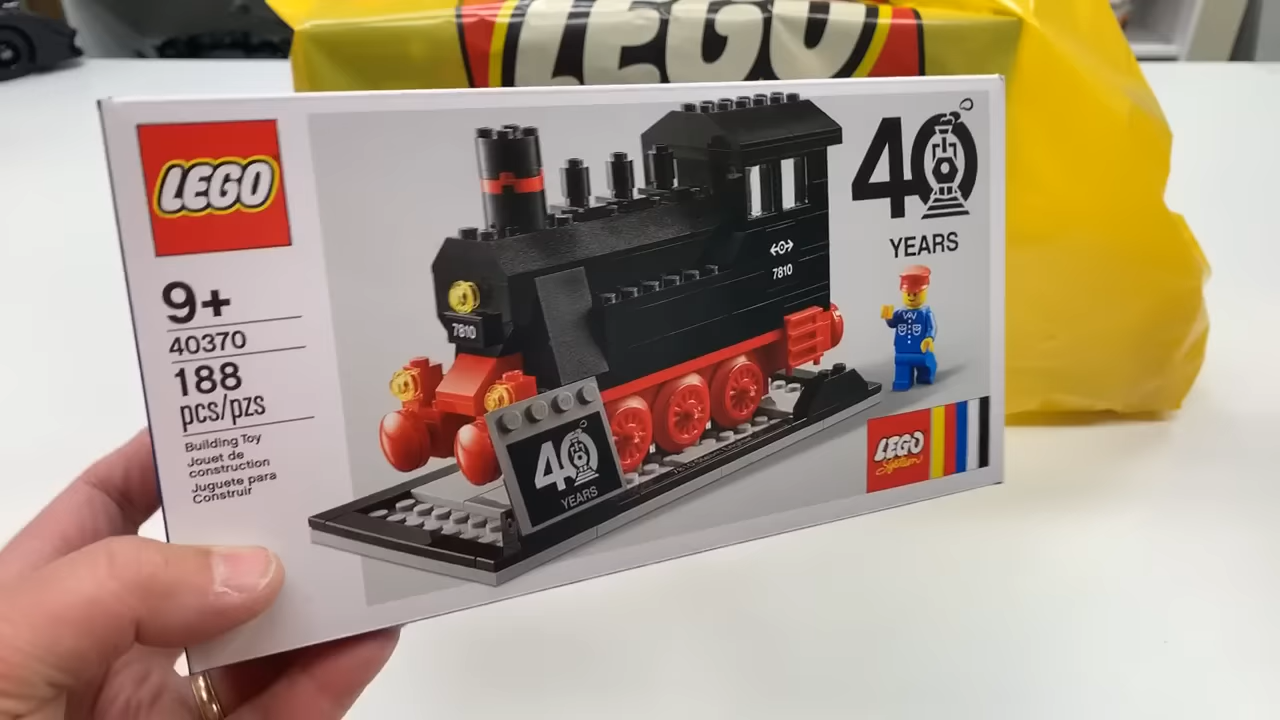 LEGO
LEGO
9+
40370
188
pcs/pzs
Building Toy
Jouet de
construction
Juguete para
Construir
7810
7810
40
YEARS
40
YEARS
LEGO
System